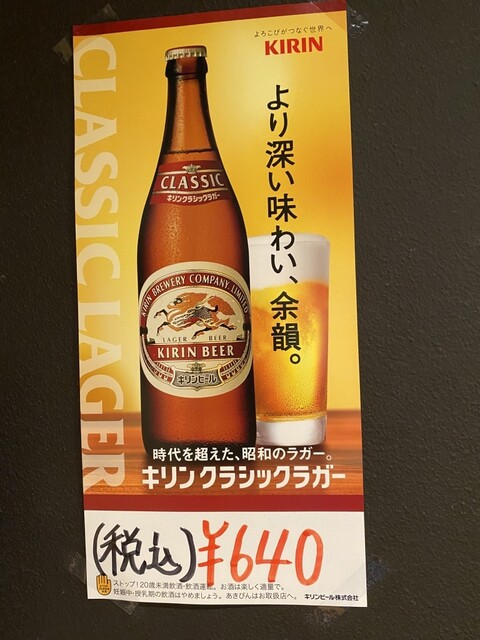 よろこびがつなぐ世界へ
KIRIN
CLASSIC LAGER
より深い味わい、余韻。
CLASSIC
キリンクラシックラガー
KIRIN BREWERY COMPANY, LIMITED
LAGER BEER
KIRIN BEER
キリンビール
時代を超えた、昭和のラガー。
キリン クラシックラガー
(税込)¥640
ストップ!20歳未満飲酒・飲酒運転。お酒は楽しく適量で。
妊娠中・授乳期の飲酒はやめましょう。あきびんはお取扱店へ。
キリンビール株式会社